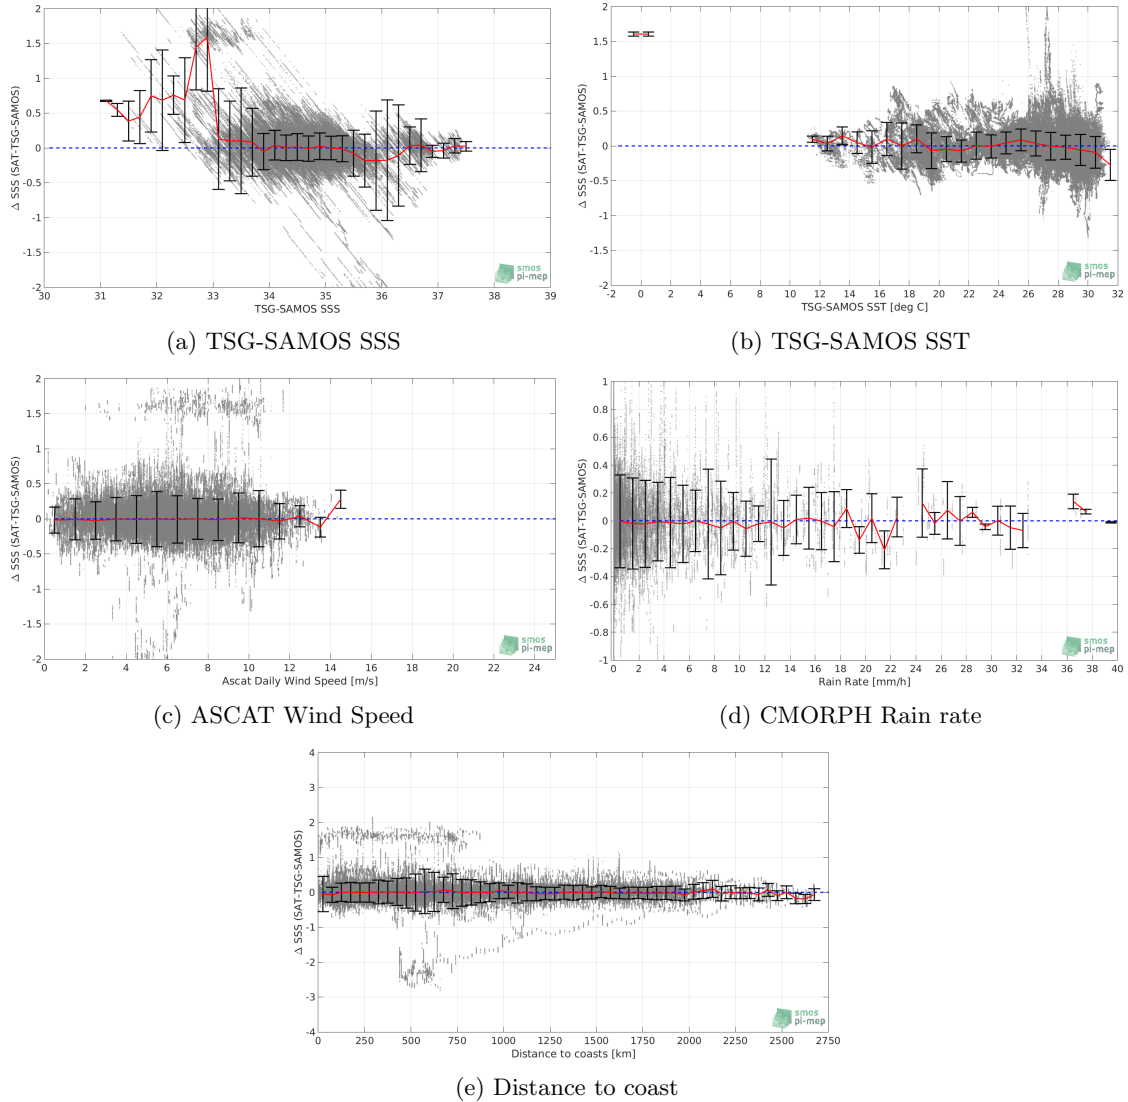 2
1.5
1
0.5
0
-0.5
-1
-1.5
-2
Δ SSS (SAT-TSG-SAMOS)
30 31 32 33 34 35 36 37 38 39
TSG-SAMOS SSS
smos
pi-mep
(a) TSG-SAMOS SSS
2
1.5
1
0.5
0
-0.5
-1
-1.5
-2
Δ SSS (SAT-TSG-SAMOS)
-2 0 2 4 6 8 10 12 14 16 18 20 22 24 26 28 30 32
TSG-SAMOS SST [deg C]
smos
pi-mep
(b) TSG-SAMOS SST
2
1.5
1
0.5
0
-0.5
-1
-1.5
-2
Δ SSS (SAT-TSG-SAMOS)
0 2 4 6 8 10 12 14 16 18 20 22 24
Ascat Daily Wind Speed [m/s]
smos
pi-mep
(c) ASCAT Wind Speed
1
0.8
0.6
0.4
0.2
0
-0.2
-0.4
-0.6
-0.8
-1
Δ SSS (SAT-TSG-SAMOS)
0 2 4 6 8 10 12 14 16 18 20 22 24 26 28 30 32 34 36 38 40
Rain Rate [mm/h]
smos
pi-mep
(d) CMORPH Rain rate
4
3
2
1
0
-1
-2
-3
-4
Δ SSS (SAT-TSG-SAMOS)
0 250 500 750 1000 1250 1500 1750 2000 2250 2500 2750
Distance to coasts [km]
smos
pi-mep
(e) Distance to coast